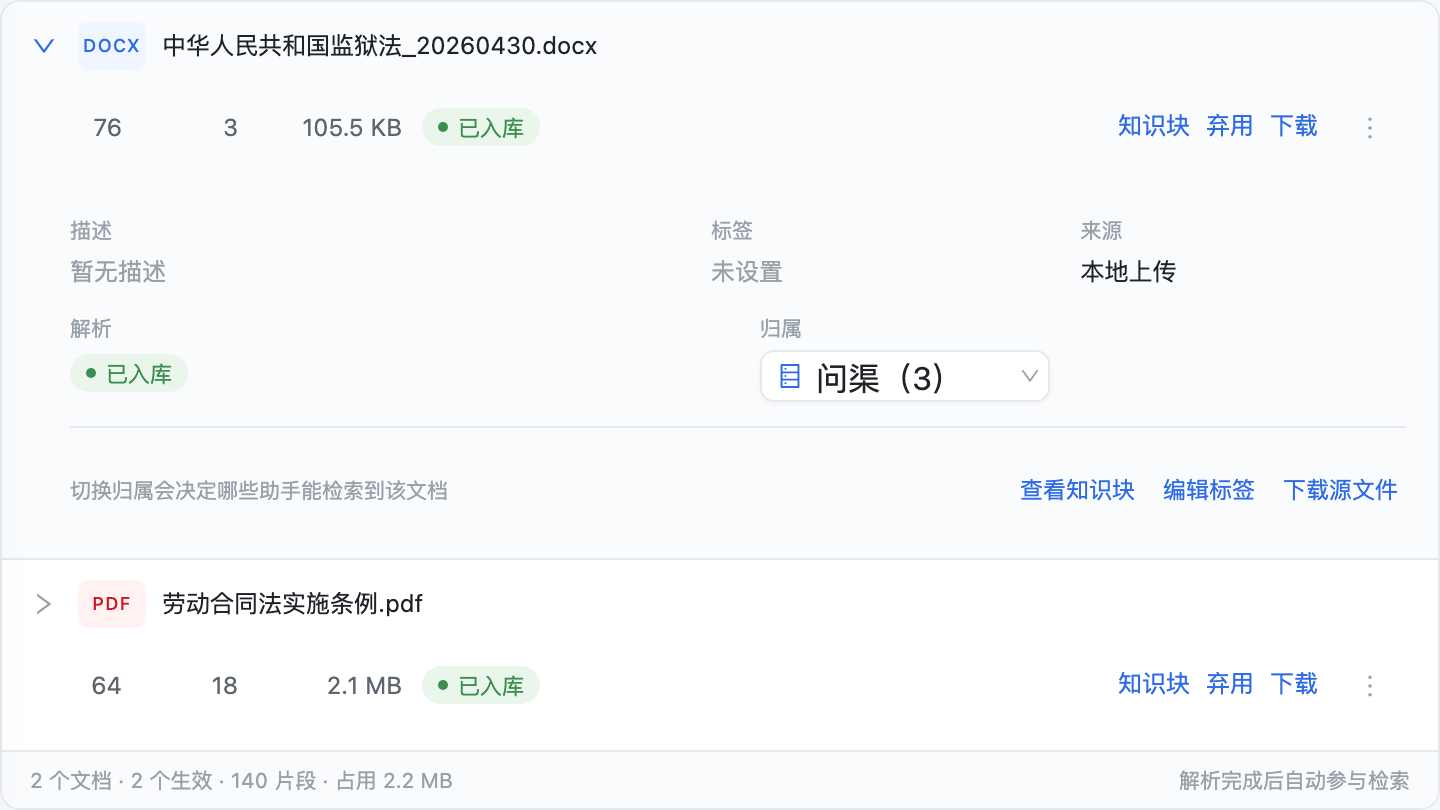 DOCX 中华人民共和国监狱法_20260430.docx
76 3 105.5 KB 已入库 知识块 弃用 下载
描述 标签 来源
暂无描述 未设置 本地上传
解析 归属
已入库 问渠（3）
切换归属会决定哪些助手能检索到该文档 查看知识块 编辑标签 下载源文件
PDF 劳动合同法实施条例.pdf
64 18 2.1 MB 已入库 知识块 弃用 下载
2 个文档 · 2 个生效 · 140 片段 · 占用 2.2 MB 解析完成后自动参与检索